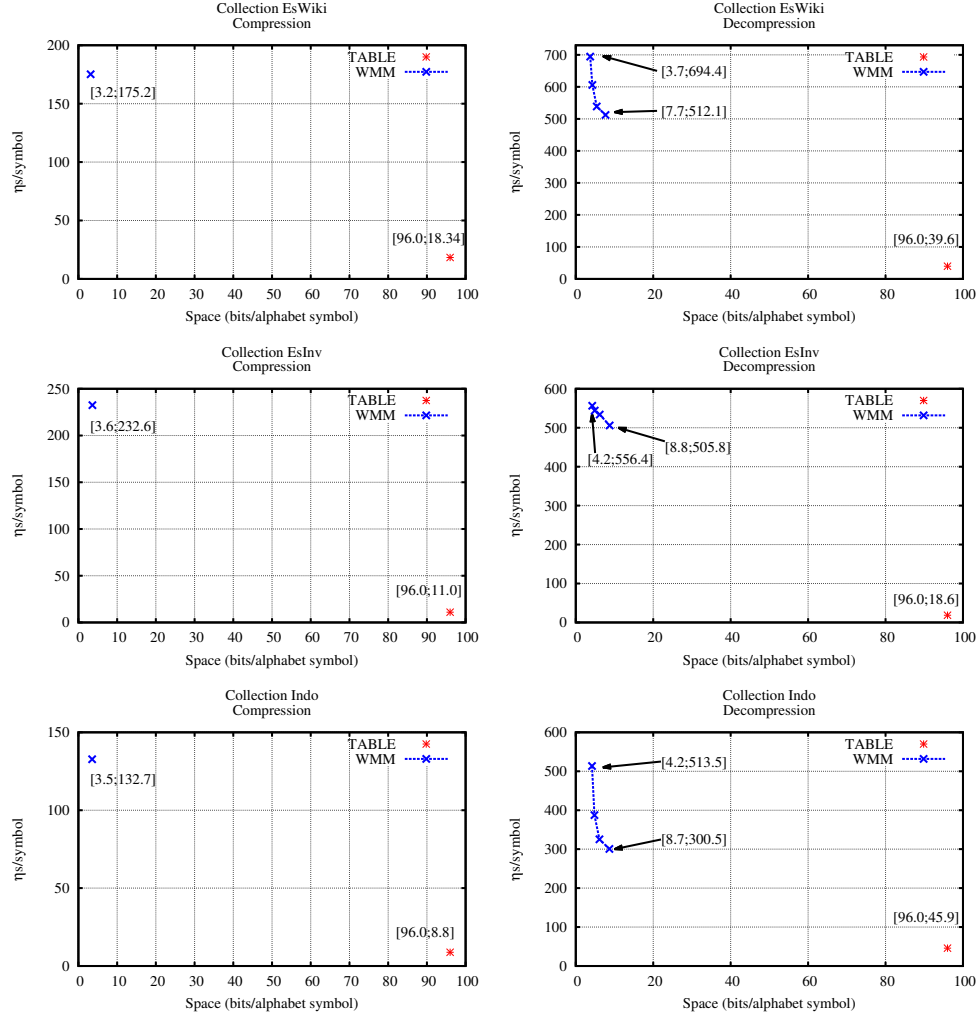 Collection EsWiki
Compression
ηs/symbol
200
150
100
50
0
TABLE
WMM
[3.2;175.2]
[96.0;18.34]
0 10 20 30 40 50 60 70 80 90 100
Space (bits/alphabet symbol)
Collection EsWiki
Decompression
ηs/symbol
700
600
500
400
300
200
100
0
TABLE
WMM
[3.7;694.4]
[7.7;512.1]
[96.0;39.6]
0 20 40 60 80 100
Space (bits/alphabet symbol)
Collection EsInv
Compression
ηs/symbol
250
200
150
100
50
0
TABLE
WMM
[3.6;232.6]
[96.0;11.0]
0 10 20 30 40 50 60 70 80 90 100
Space (bits/alphabet symbol)
Collection EsInv
Decompression
ηs/symbol
600
500
400
300
200
100
0
TABLE
WMM
[8.8;505.8]
[4.2;556.4]
[96.0;18.6]
0 20 40 60 80 100
Space (bits/alphabet symbol)
Collection Indo
Compression
ηs/symbol
150
100
50
0
TABLE
WMM
[3.5;132.7]
[96.0;8.8]
0 10 20 30 40 50 60 70 80 90 100
Space (bits/alphabet symbol)
Collection Indo
Decompression
ηs/symbol
600
500
400
300
200
100
0
TABLE
WMM
[4.2;513.5]
[8.7;300.5]
[96.0;45.9]
0 20 40 60 80 100
Space (bits/alphabet symbol)